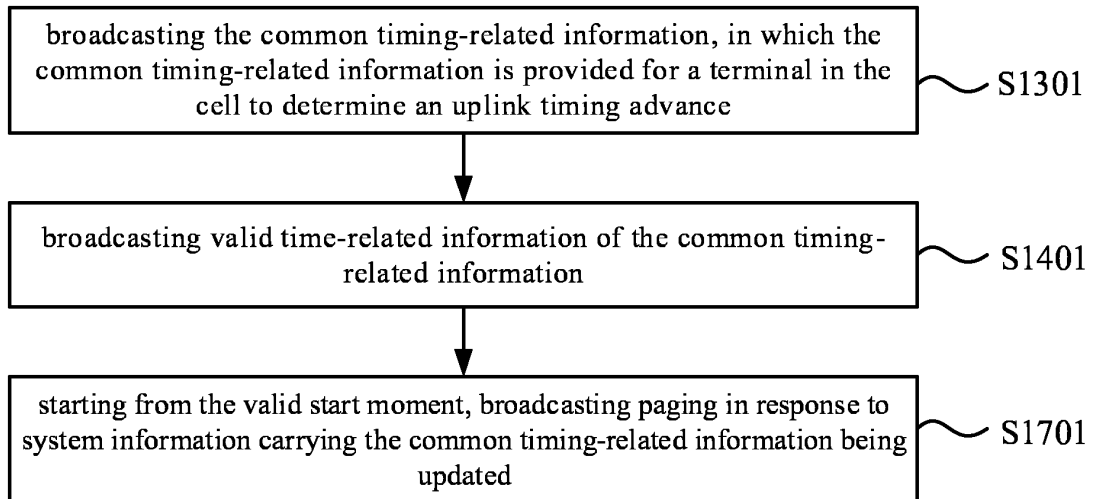 broadcasting the common timing-related information, in which the
common timing-related information is provided for a terminal in the
cell to determine an uplink timing advance
S1301
broadcasting valid time-related information of the common timing-
related information
S1401
starting from the valid start moment, broadcasting paging in response to
system information carrying the common timing-related information being
updated
S1701